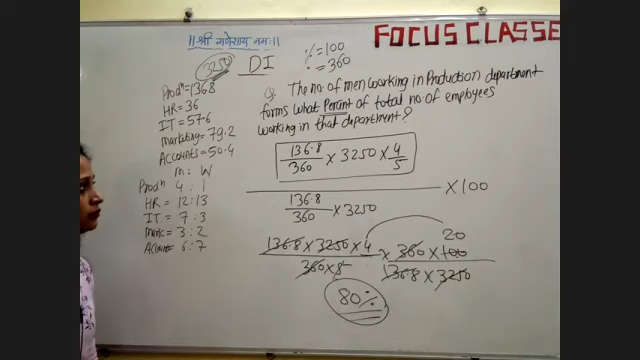 FOCUS CLASSE
॥ श्री गणेशाय नमः ॥
3250
DI
% = 100
° = 360
Prodⁿ = 1368
HR = 36
IT = 57.6
Marketing = 79.2
Accounts = 50.4
M : W
Prodⁿ 4 : 1
HR = 12 : 13
IT = 7 : 3
Mark = 3 : 2
Account = 6 : 7
Q. The no. of men working in Production department
forms what Percent of total no. of employees
working in that department?
136.8/360 × 3250 × 4/5
136.8/360 × 3250
× 100
20
136.8 × 3250 × 4 / 360 × 5 × 360 × 100 / 136.8 × 3250
80%